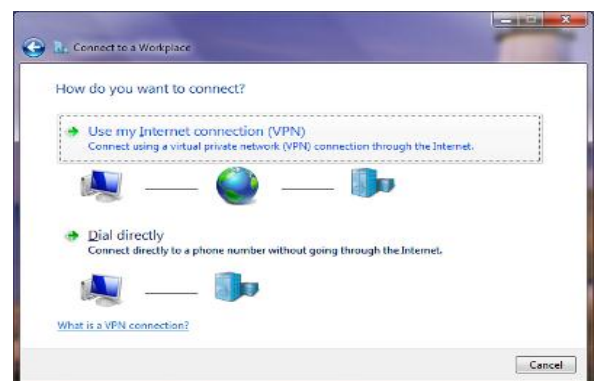 Connect to a Workplace
How do you want to connect?
Use my Internet connection (VPN)
Connect using a virtual private network (VPN) connection through the Internet.
Dial directly
Connect directly to a phone number without going through the Internet.
What is a VPN connection?
Cancel